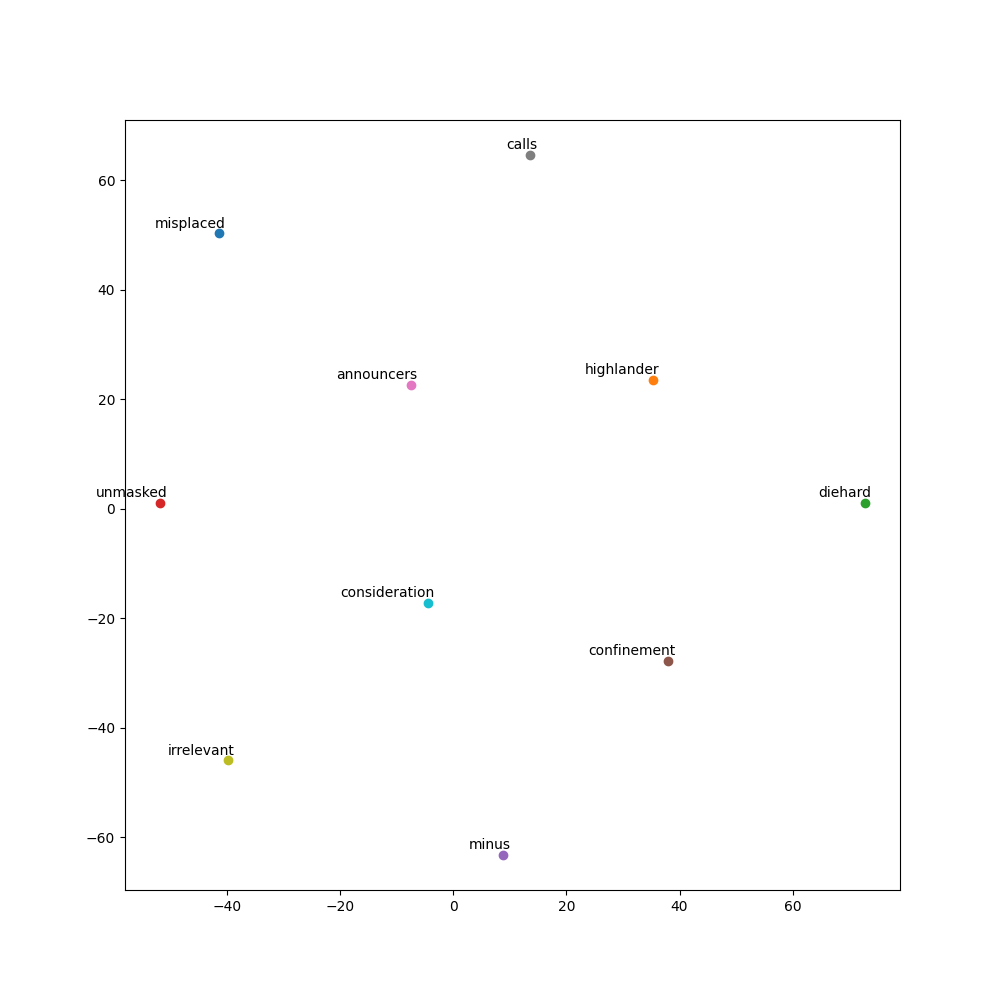 calls
60
misplaced
40
highlander
announcers
20
unmasked
diehard
0
consideration
−20
confinement
−40
irrelevant
−60
minus
−40
−20
0
20
40
60